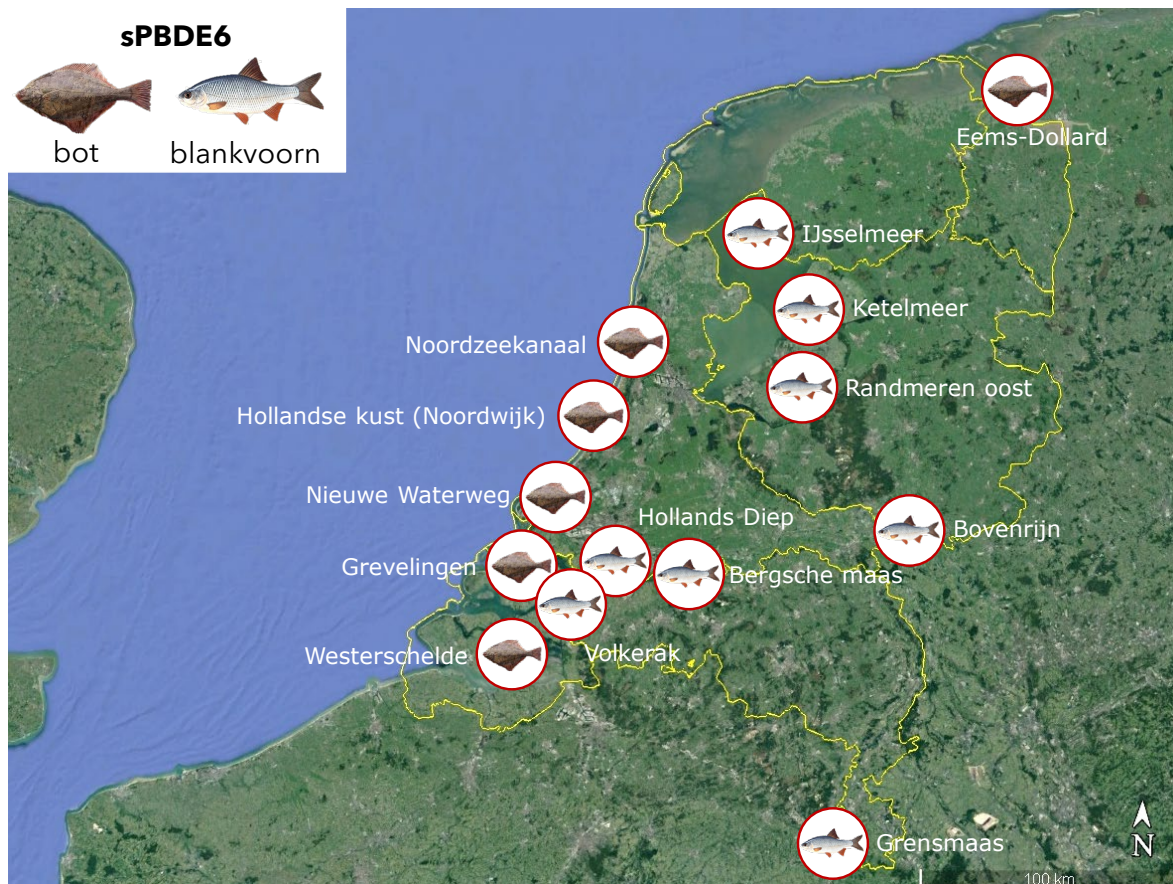 sPBDE6
bot
blankvoorn
Eems-Dollard
IJsselmeer
Ketelmeer
Noordzeekanaal
Randmeren oost
Hollandse kust (Noordwijk)
Nieuwe Waterweg
Hollands Diep
Bovenrijn
Grevelingen
Bergsche maas
Westerschelde
Volkerak
Grensmaas
N
100 km